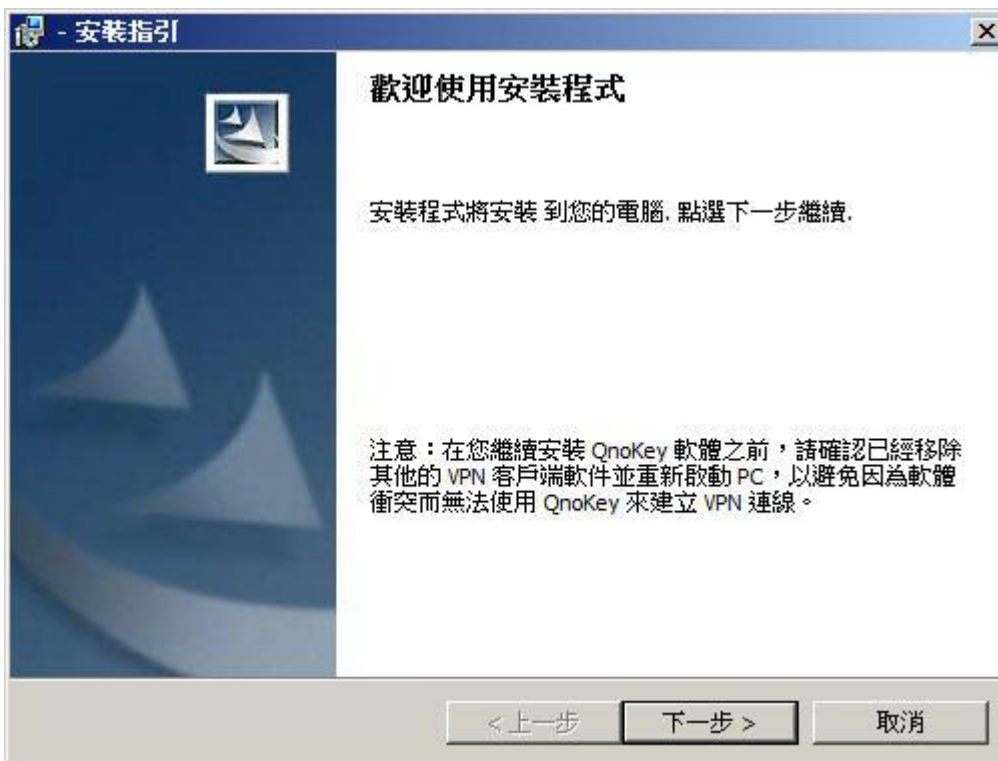 - 安裝指引
歡迎使用安裝程式
安裝程式將安裝 到您的電腦. 點選下一步繼續.
注意：在您繼續安裝 QnoKey 軟體之前，請確認已經移除
其他的 VPN 客戶端軟件並重新啟動 PC，以避免因為軟體
衝突而無法使用 QnoKey 來建立 VPN 連線。
<上一步 下一步 > 取消